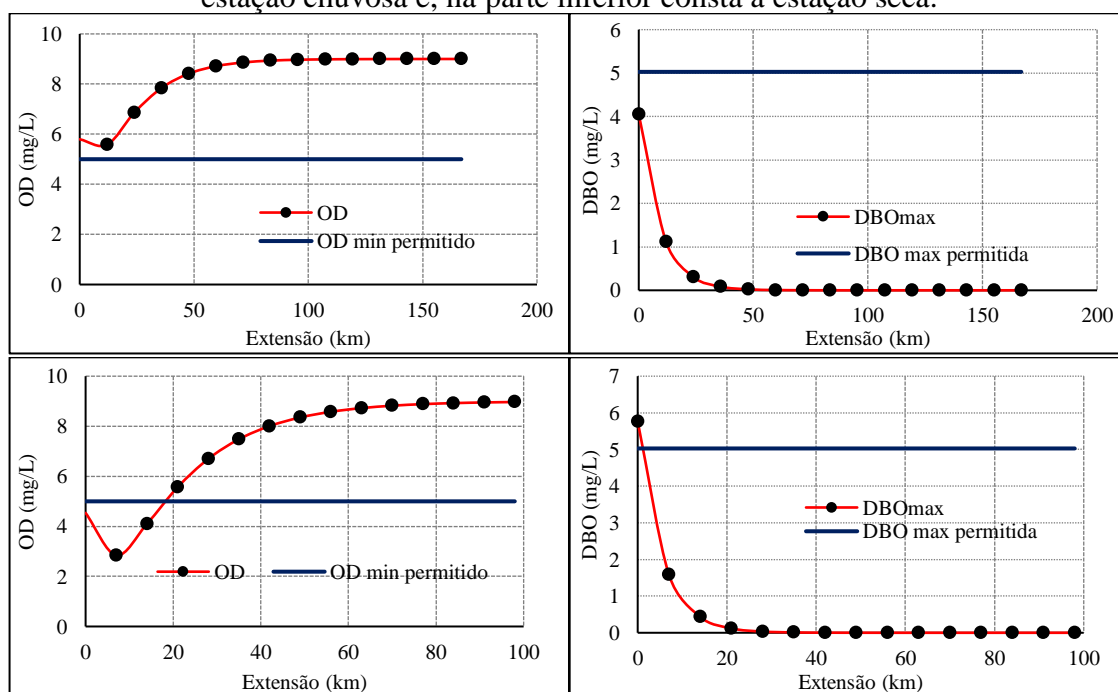 estação chuvosa e, na parte inferior consta a estação seca.
10
8
6
4
2
0
OD (mg/L)
OD
OD min permitido
0 50 100 150 200
Extensão (km)
6
5
4
3
2
1
0
DBO (mg/L)
DBOmax
DBO max permitida
0 50 100 150 200
Extensão (km)
10
8
6
4
2
0
OD (mg/L)
OD OD min permitido
0 20 40 60 80 100
Extensão (km)
7
6
5
4
3
2
1
0
DBO (mg/L)
DBOmax
DBO max permitida
0 20 40 60 80 100
Extensão (km)